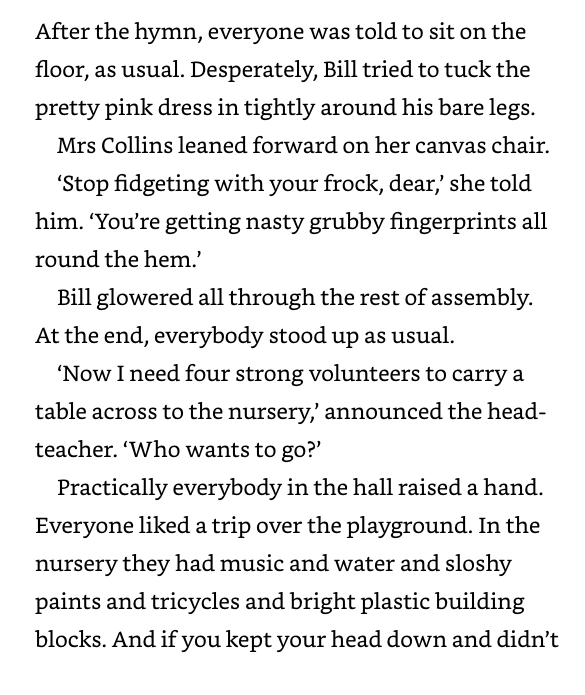 After the hymn, everyone was told to sit on the
floor, as usual. Desperately, Bill tried to tuck the
pretty pink dress in tightly around his bare legs.
Mrs Collins leaned forward on her canvas chair.
‘Stop fidgeting with your frock, dear,’ she told
him. ‘You’re getting nasty grubby fingerprints all
round the hem.’
Bill glowered all through the rest of assembly.
At the end, everybody stood up as usual.
‘Now I need four strong volunteers to carry a
table across to the nursery,’ announced the head-
teacher. ‘Who wants to go?’
Practically everybody in the hall raised a hand.
Everyone liked a trip over the playground. In the
nursery they had music and water and sloshy
paints and tricycles and bright plastic building
blocks. And if you kept your head down and didn’t